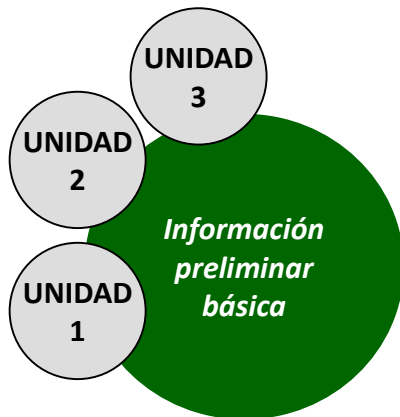 UNIDAD
3
UNIDAD
2
UNIDAD
1
Información
preliminar
básica